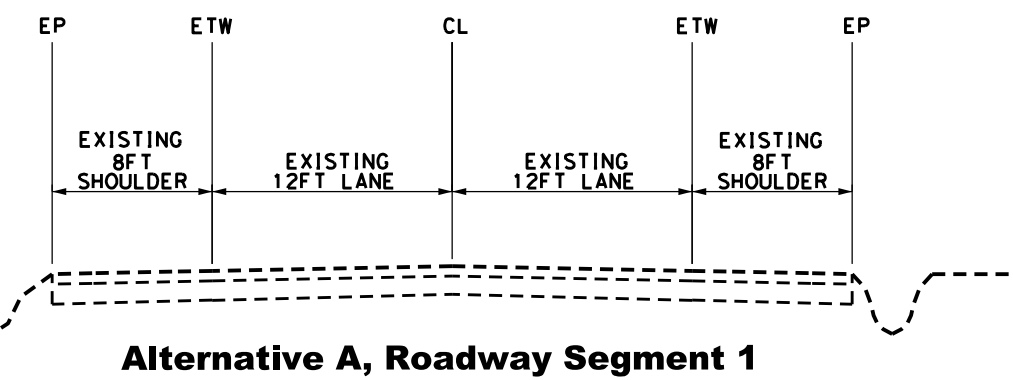 EP ETW CL ETW EP
EXISTING
8FT
SHOULDER
EXISTING
12FT LANE
EXISTING
12FT LANE
EXISTING
8FT
SHOULDER
Alternative A, Roadway Segment 1